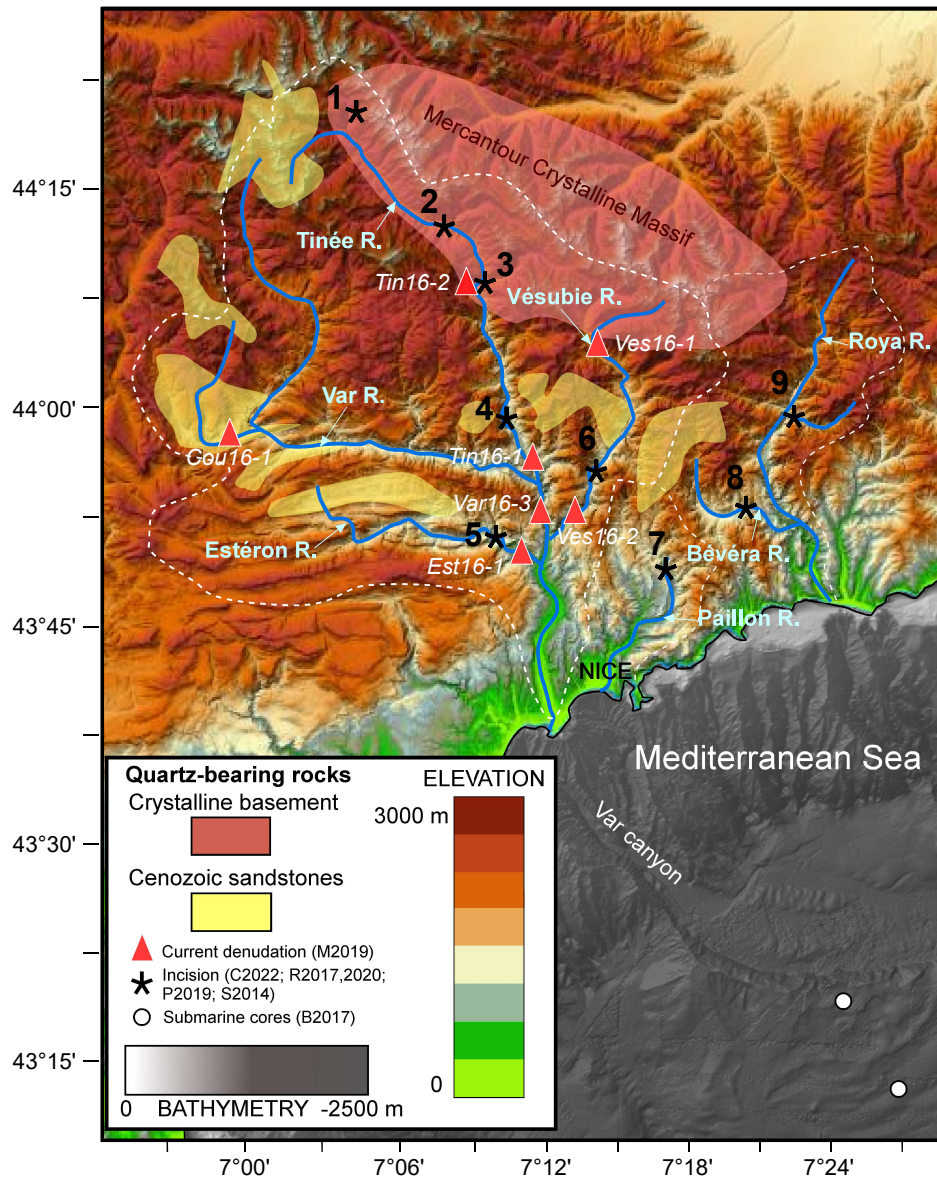 1
Mercantour Crystalline Massif
44°15'
2
Tinée R.
3
Tin16-2
Vésubie R.
Ves16-1
Roya R.
9
44°00'
4
Var R.
6
Cou16-1
Tin16-1
8
Var16-3
Ves16-2
5
7
Estéron R.
Est16-1
Bévéra R.
43°45'
Paillon R.
NICE
Mediterranean Sea
Var canyon
43°30'
43°15'
Quartz-bearing rocks
Crystalline basement
Cenozoic sandstones
Current denudation (M2019)
Incision (C2022; R2017,2020;
P2019; S2014)
Submarine cores (B2017)
0 BATHYMETRY -2500 m
ELEVATION
3000 m
0
7°00' 7°06' 7°12' 7°18' 7°24'